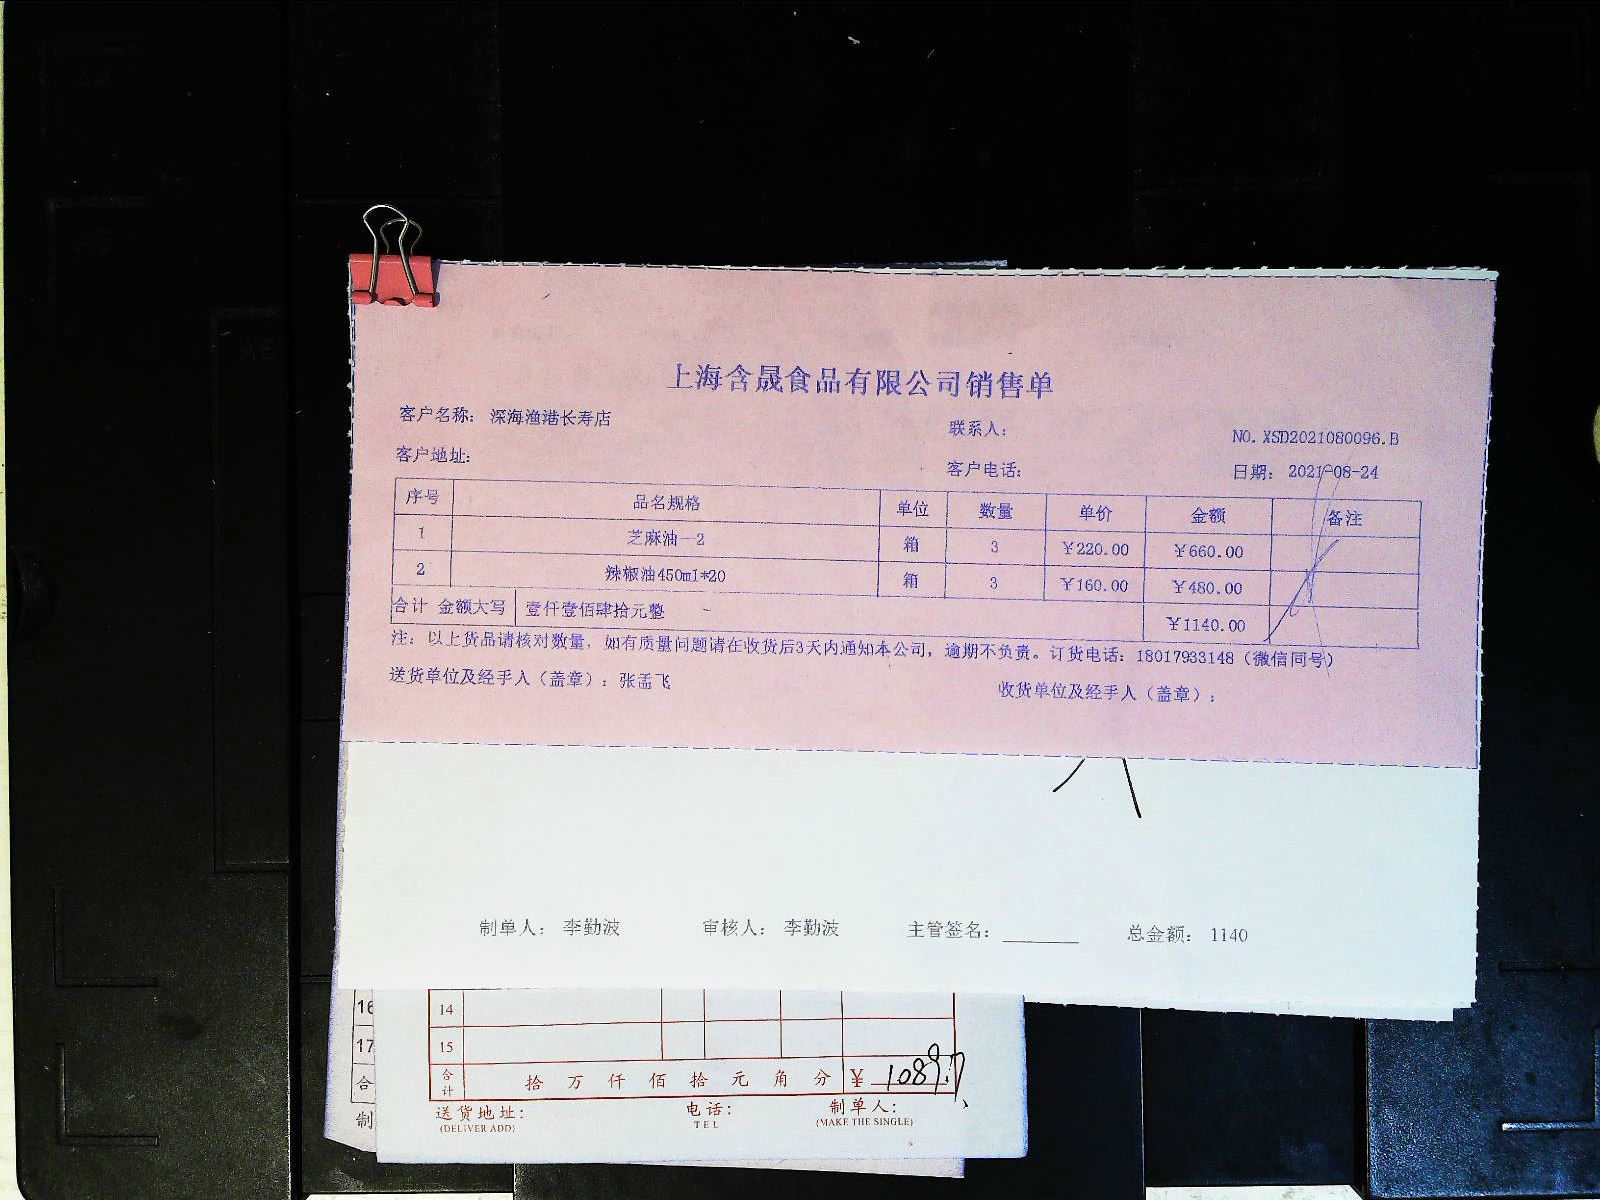 上海含晟食品有限公司销售单
客户名称: 深海渔港长寿店 联系人: NO. XSD2021080096.B
客户地址: 客户电话: 日期: 2021-08-24
序号 品名规格 单位 数量 单价 金额 备注
1 芝麻油-2 箱 3 ¥220.00 ¥660.00
2 辣椒油450ml*20 箱 3 ¥160.00 ¥480.00
合计 金额大写 壹仟壹佰肆拾元整 ¥1140.00
注: 以上货品请核对数量, 如有质量问题请在收货后3天内通知本公司, 逾期不负责。订货电话: 18017933148 (微信同号)
送货单位及经手人 (盖章) : 张孟飞 收货单位及经手人 (盖章) :
制单人: 李勤波 审核人: 李勤波 主管签名: 总金额: 1140
16 14
17 15
合 合计 拾 万 仟 佰 拾 元 角 分 ¥ 1089.7
制 送货地址: 电话: 制单人:
(DELIVER ADD) TEL (MAKE THE SINGLE)